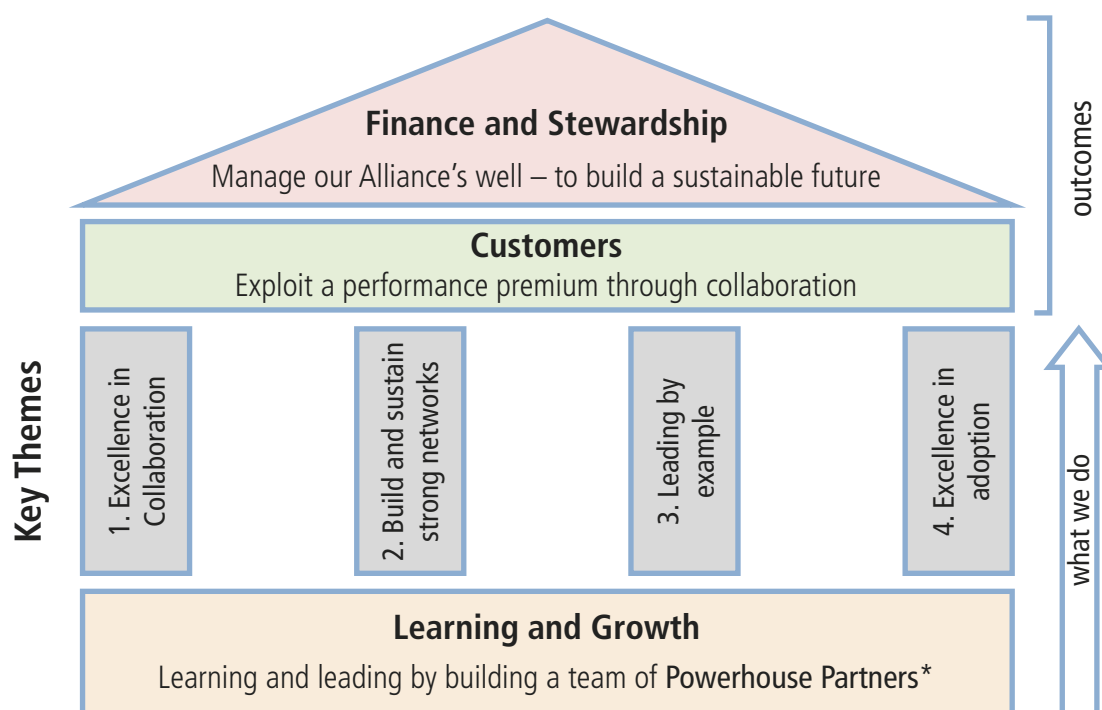 Finance and Stewardship
Manage our Alliance's well – to build a sustainable future
outcomes
Customers
Exploit a performance premium through collaboration
Key Themes
1. Excellence in
Collaboration
2. Build and sustain
strong networks
3. Leading by
example
4. Excellence in
adoption
what we do
Learning and Growth
Learning and leading by building a team of Powerhouse Partners*